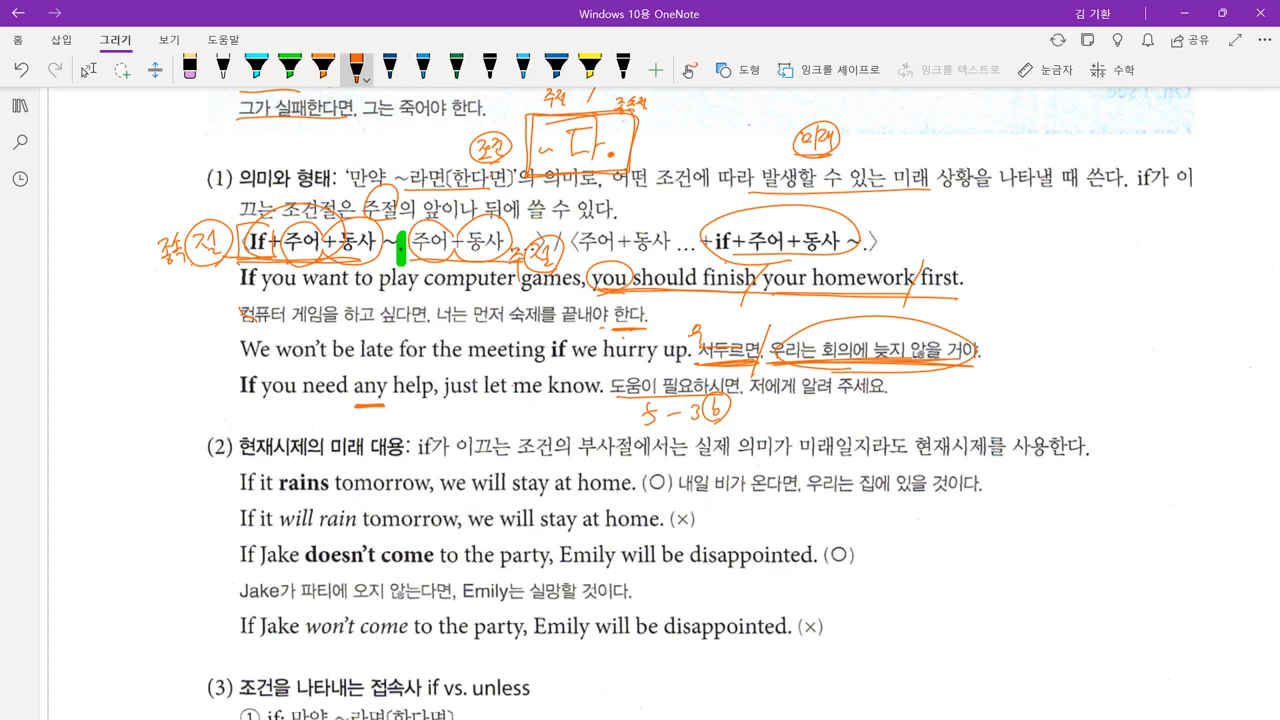 Windows 10용 OneNote
김 기환
홈 삽입 그리기 보기 도움말
공유
도형 잉크를 셰이프로 잉크를 텍스트로 눈금자 수학
그가 실패한다면, 그는 죽어야 한다.
주절 / 종속절
조건 ~ 다. 미래
(1) 의미와 형태: ‘만약 ~라면[한다면]’의 의미로, 어떤 조건에 따라 발생할 수 있는 미래 상황을 나타낼 때 쓴다. if가 이
끄는 조건절은 주절의 앞이나 뒤에 쓸 수 있다.
종속 절 If+주어+동사 ~, 주어+동사 ...〉 / 〈주어+동사 ... +if+주어+동사 ~.〉
주 절
If you want to play computer games, you should finish / your homework / first.
컴퓨터 게임을 하고 싶다면, 너는 먼저 숙제를 끝내야 한다.
We won’t be late for the meeting if we hurry up. 서두르면, / 우리는 회의에 늦지 않을 거야.
If you need any help, just let me know. 도움이 필요하시면, 저에게 알려 주세요.
5 – 3 6
(2) 현재시제의 미래 대용: if가 이끄는 조건의 부사절에서는 실제 의미가 미래일지라도 현재시제를 사용한다.
If it rains tomorrow, we will stay at home. (○) 내일 비가 온다면, 우리는 집에 있을 것이다.
If it will rain tomorrow, we will stay at home. (×)
If Jake doesn’t come to the party, Emily will be disappointed. (○)
Jake가 파티에 오지 않는다면, Emily는 실망할 것이다.
If Jake won’t come to the party, Emily will be disappointed. (×)
(3) 조건을 나타내는 접속사 if vs. unless
① if: 만약 ~라면[한다면]